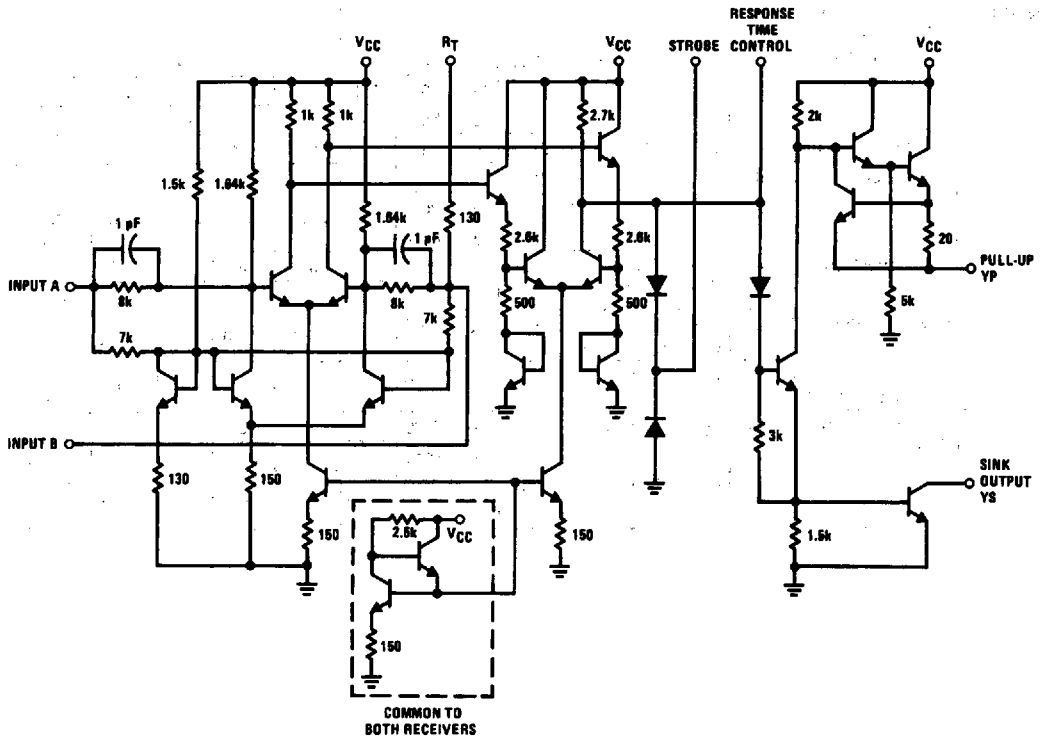 RESPONSE
TIME
CONTROL
VCC
RT
VCC
STROBE
VCC
1k
1k
2.7k
2k
1.5k
1.64k
1.64k
130
1 pF
1 pF
2.6k
2.6k
20
INPUT A
8k
8k
500
500
PULL-UP
YP
7k
7k
5k
INPUT B
3k
130
150
SINK
OUTPUT
YS
150
2.5k
VCC
150
1.5k
150
COMMON TO
BOTH RECEIVERS